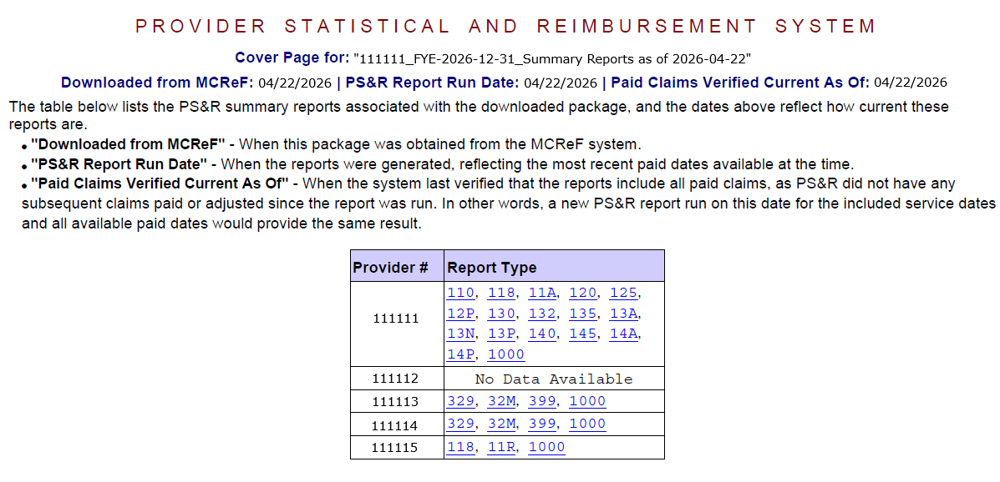 PROVIDER STATISTICAL AND REIMBURSEMENT SYSTEM
Cover Page for: "111111_FYE-2026-12-31_Summary Reports as of 2026-04-22"
Downloaded from MCReF: 04/22/2026 | PS&R Report Run Date: 04/22/2026 | Paid Claims Verified Current As Of: 04/22/2026
The table below lists the PS&R summary reports associated with the downloaded package, and the dates above reflect how current these
reports are.
• "Downloaded from MCReF" - When this package was obtained from the MCReF system.
• "PS&R Report Run Date" - When the reports were generated, reflecting the most recent paid dates available at the time.
• "Paid Claims Verified Current As Of" - When the system last verified that the reports include all paid claims, as PS&R did not have any
subsequent claims paid or adjusted since the report was run. In other words, a new PS&R report run on this date for the included service dates
and all available paid dates would provide the same result.
Provider # Report Type
110, 118, 11A, 120, 125,
111111 12P, 130, 132, 135, 13A,
13N, 13P, 140, 145, 14A,
14P, 1000
111112 No Data Available
111113 329, 32M, 399, 1000
111114 329, 32M, 399, 1000
111115 118, 11R, 1000